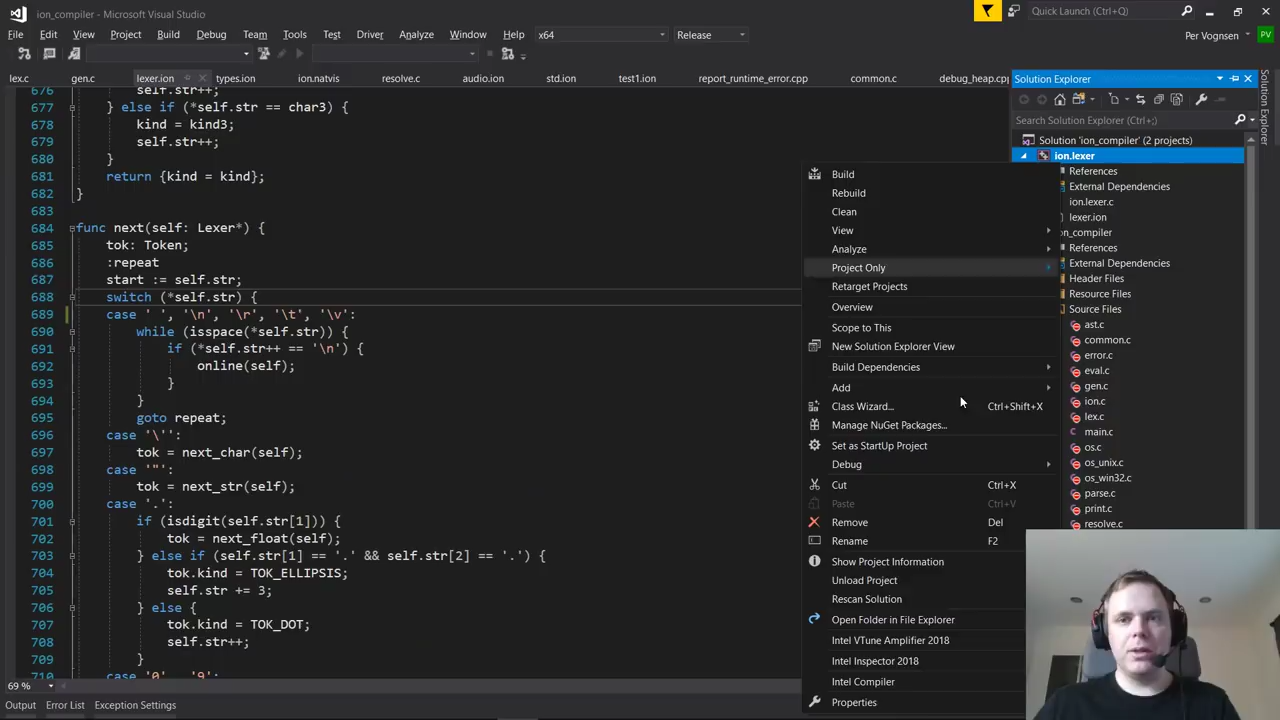 ion_compiler - Microsoft Visual Studio
Quick Launch (Ctrl+Q)
File Edit View Project Build Debug Team Tools Test Driver Analyze Window Help x64 Release
Per Vognsen PV
lex.c gen.c lexer.ion types.ion ion.natvis resolve.c audio.ion std.ion test1.ion report_runtime_error.cpp common.c debug_heap.cpp
676 self.str++;
677 } else if (*self.str == char3) {
678 kind = kind3;
679 self.str++;
680 }
681 return {kind = kind};
682 }
683
684 func next(self: Lexer*) {
685 tok: Token;
686 :repeat
687 start := self.str;
688 switch (*self.str) {
689 case ' ', '\n', '\r', '\t', '\v':
690 while (isspace(*self.str)) {
691 if (*self.str++ == '\n') {
692 online(self);
693 }
694 }
695 goto repeat;
696 case '\'':
697 tok = next_char(self);
698 case '"':
699 tok = next_str(self);
700 case '.':
701 if (isdigit(self.str[1])) {
702 tok = next_float(self);
703 } else if (self.str[1] == '.' && self.str[2] == '.') {
704 tok.kind = TOK_ELLIPSIS;
705 self.str += 3;
706 } else {
707 tok.kind = TOK_DOT;
708 self.str++;
709 }
710 case '0' '9':
69 %
Output Error List Exception Settings
Build
Rebuild
Clean
View
Analyze
Project Only
Retarget Projects
Overview
Scope to This
New Solution Explorer View
Build Dependencies
Add
Class Wizard... Ctrl+Shift+X
Manage NuGet Packages...
Set as StartUp Project
Debug
Cut Ctrl+X
Paste Ctrl+V
Remove Del
Rename F2
Show Project Information
Unload Project
Rescan Solution
Open Folder in File Explorer
Intel VTune Amplifier 2018
Intel Inspector 2018
Intel Compiler
Properties
Solution Explorer
Search Solution Explorer (Ctrl+;)
Solution 'ion_compiler' (2 projects)
ion.lexer
References
External Dependencies
ion.lexer.c
lexer.ion
on_compiler
References
External Dependencies
Header Files
Resource Files
Source Files
ast.c
common.c
error.c
eval.c
gen.c
ion.c
lex.c
main.c
os.c
os_unix.c
os_win32.c
parse.c
print.c
resolve.c
Solution Explorer